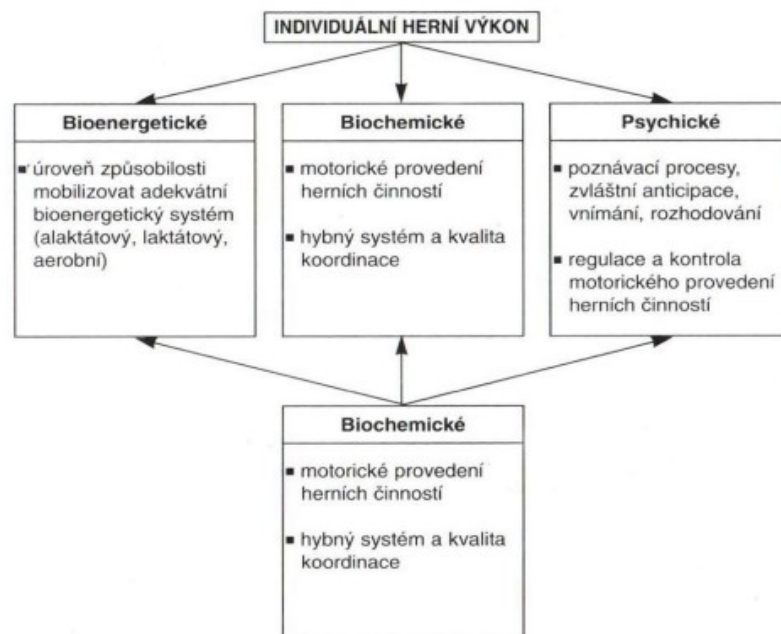 INDIVIDUÁLNÍ HERNÍ VÝKON
Bioenergetické
▪ úroveň způsobilosti
mobilizovat adekvátní
bioenergetický systém
(alaktátový, laktátový,
aerobní)
Biochemické
▪ motorické provedení
herních činností
▪ hybný systém a kvalita
koordinace
Psychické
▪ poznávací procesy,
zvláštní anticipace,
vnímání, rozhodování
▪ regulace a kontrola
motorického provedení
herních činností
Biochemické
▪ motorické provedení
herních činností
▪ hybný systém a kvalita
koordinace